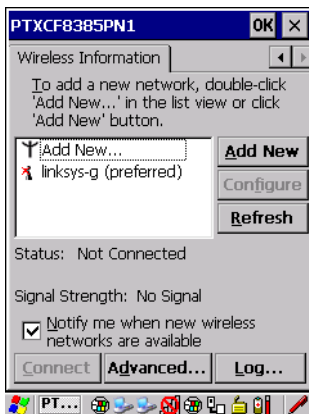 PTXCF8385PN1 OK ×
Wireless Information
To add a new network, double-click
'Add New...' in the list view or click
'Add New' button.
Add New...
linksys-g (preferred)
Add New
Configure
Refresh
Status: Not Connected
Signal Strength: No Signal
Notify me when new wireless
networks are available
Connect Advanced... Log...
PT...